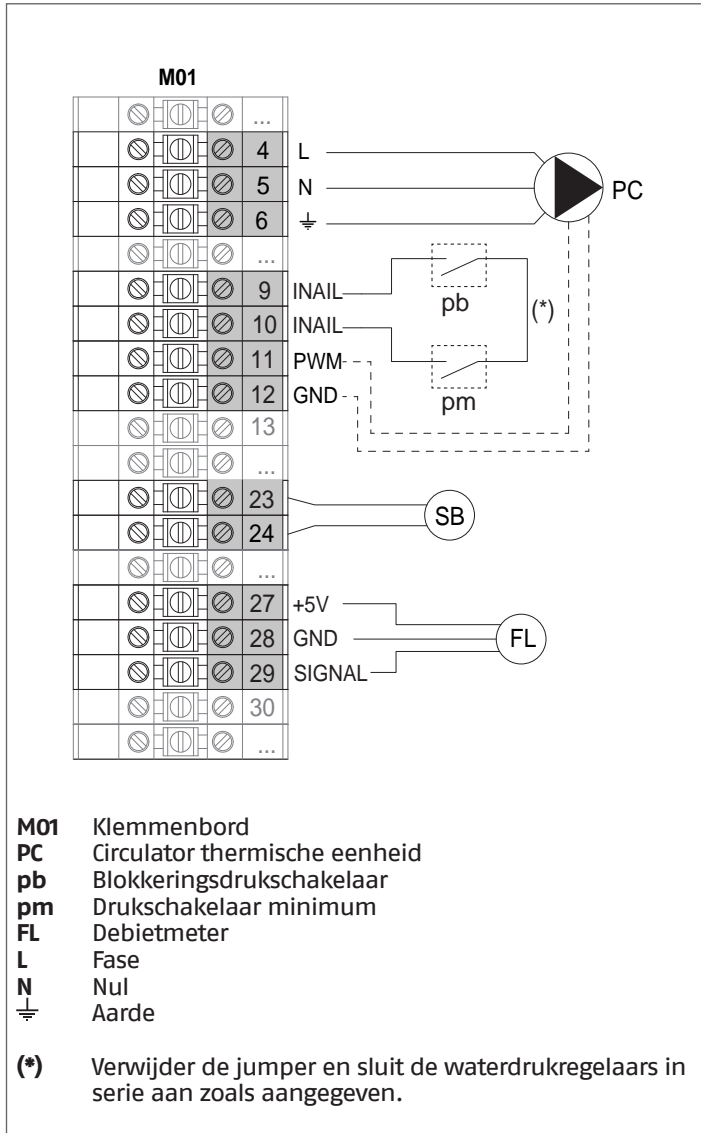 M01
...
4 L
5 N
6
PC
...
9 INAIL
pb
(*)
10 INAIL
11 PWM
pm
12 GND
13
...
23
SB
24
...
27 +5V
28 GND
FL
29 SIGNAL
30
...
M01 Klemmenbord
PC Circulator thermische eenheid
pb Blokkeringsdrukschakelaar
pm Drukschakelaar minimum
FL Debietmeter
L Fase
N Nul
⏚ Aarde
(*) Verwijder de jumper en sluit de waterdrukregelaars in
serie aan zoals aangegeven.